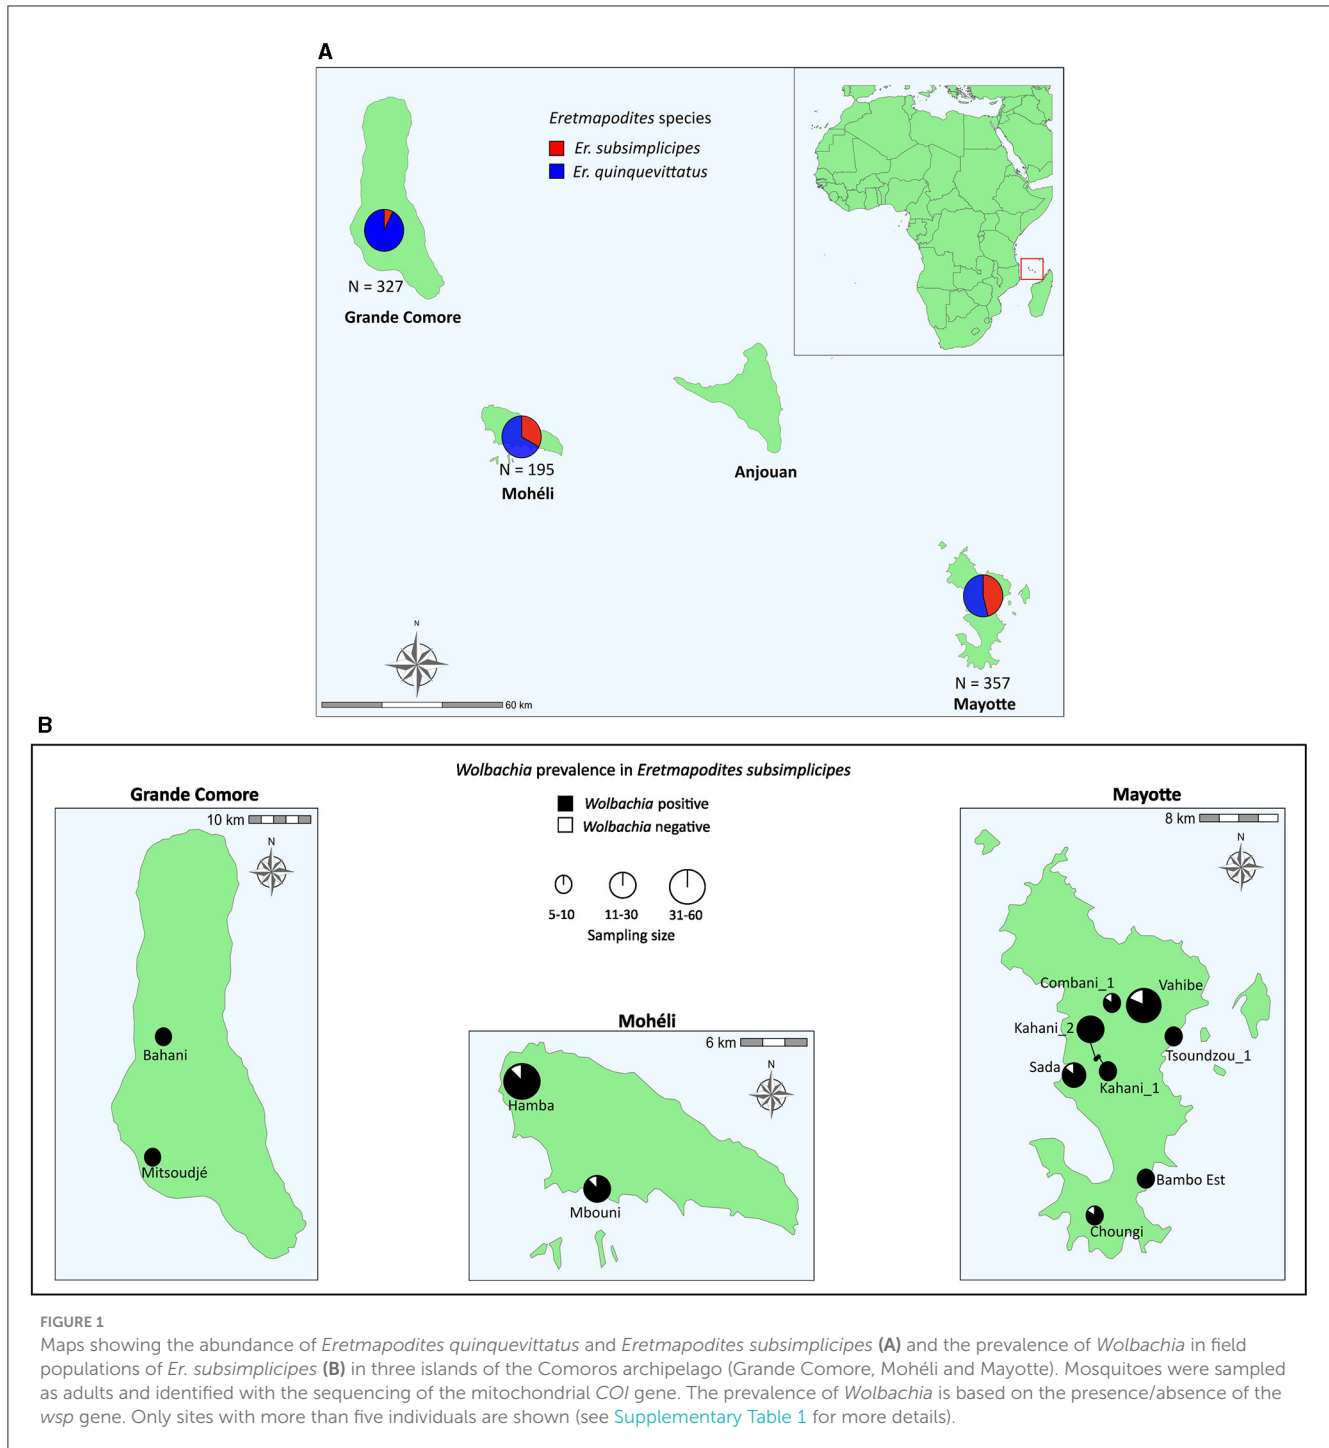 A
Eretmapodites species
Er. subsimplicipes
Er. quinquevittatus
N = 327
Grande Comore
N = 195
Mohéli
Anjouan
N = 357
Mayotte
N
60 km
B
Wolbachia prevalence in Eretmapodites subsimplicipes
Wolbachia positive
Wolbachia negative
5-10 11-30 31-60
Sampling size
Grande Comore
10 km
N
Bahani
Mitsoudjé
Mohéli
6 km
N
Hamba
Mbouni
Mayotte
8 km
N
Combani_1
Vahibe
Kahani_2
Tsoundzou_1
Sada
Kahani_1
Bambo Est
Choungi
FIGURE 1
Maps showing the abundance of Eretmapodites quinquevittatus and Eretmapodites subsimplicipes (A) and the prevalence of Wolbachia in field
populations of Er. subsimplicipes (B) in three islands of the Comoros archipelago (Grande Comore, Mohéli and Mayotte). Mosquitoes were sampled
as adults and identified with the sequencing of the mitochondrial COI gene. The prevalence of Wolbachia is based on the presence/absence of the
wsp gene. Only sites with more than five individuals are shown (see Supplementary Table 1 for more details).